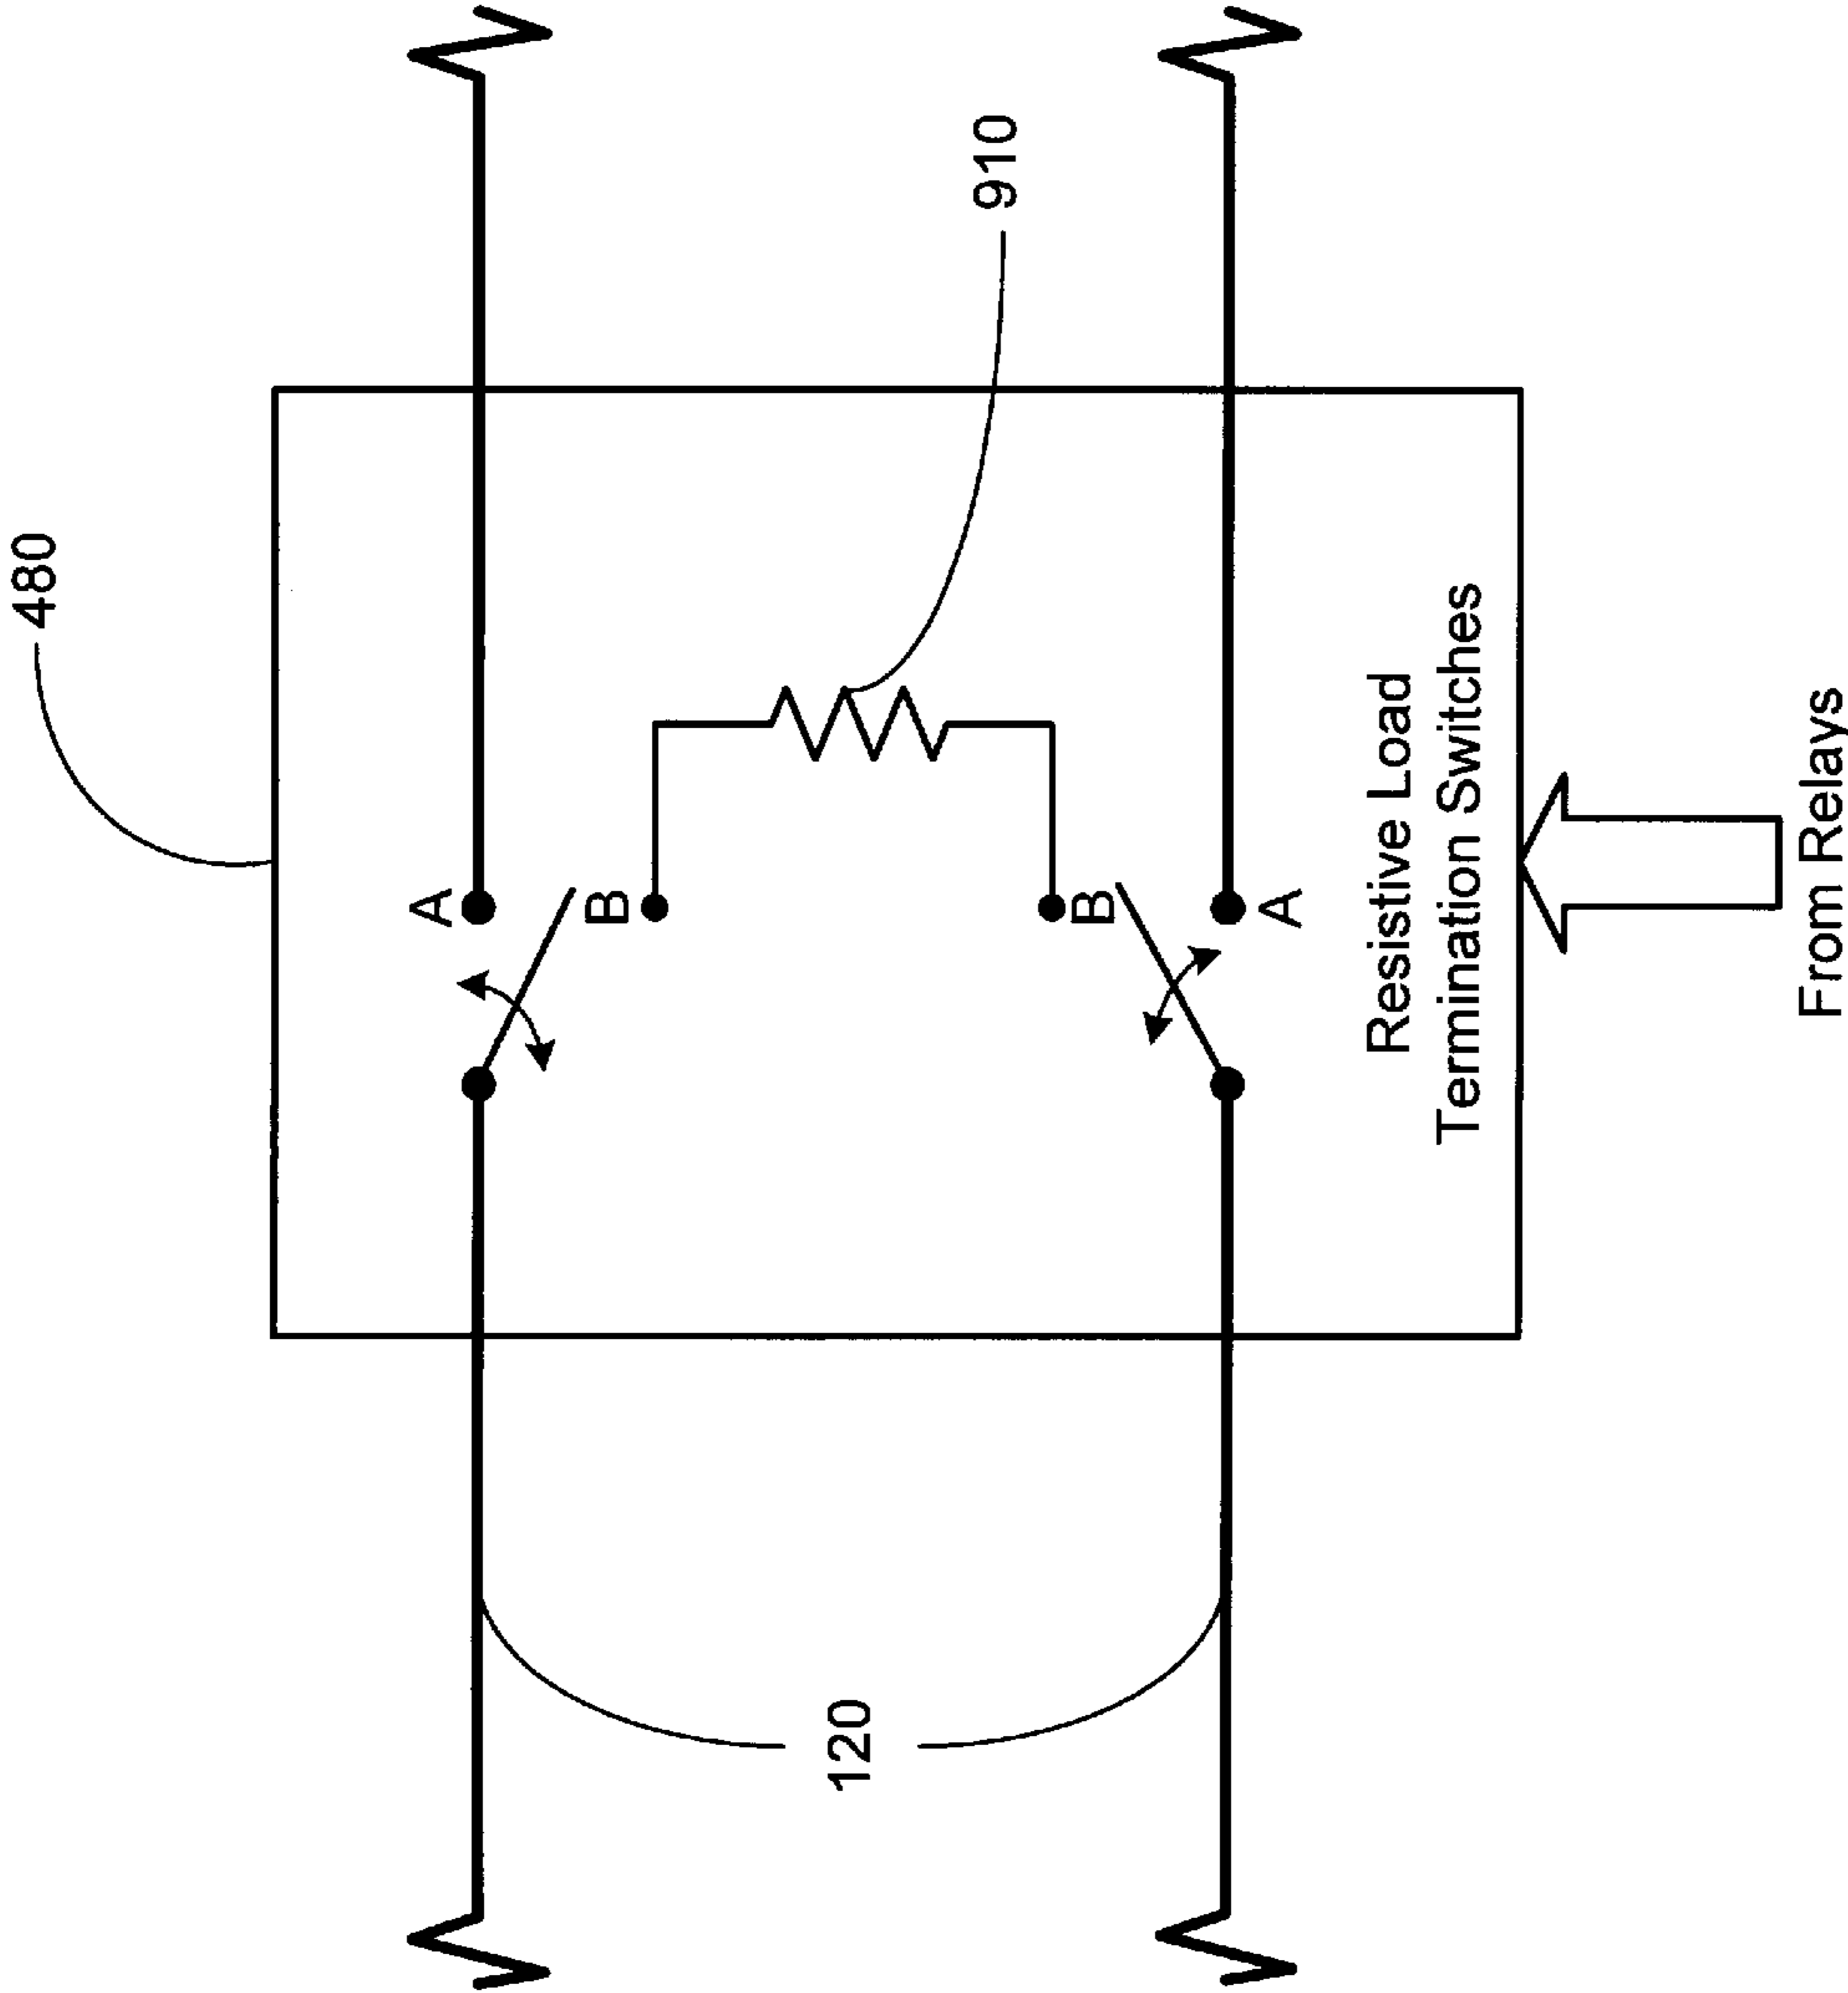 480
910
A
B
B
A
120
Resistive Load
Termination Switches
From Relays